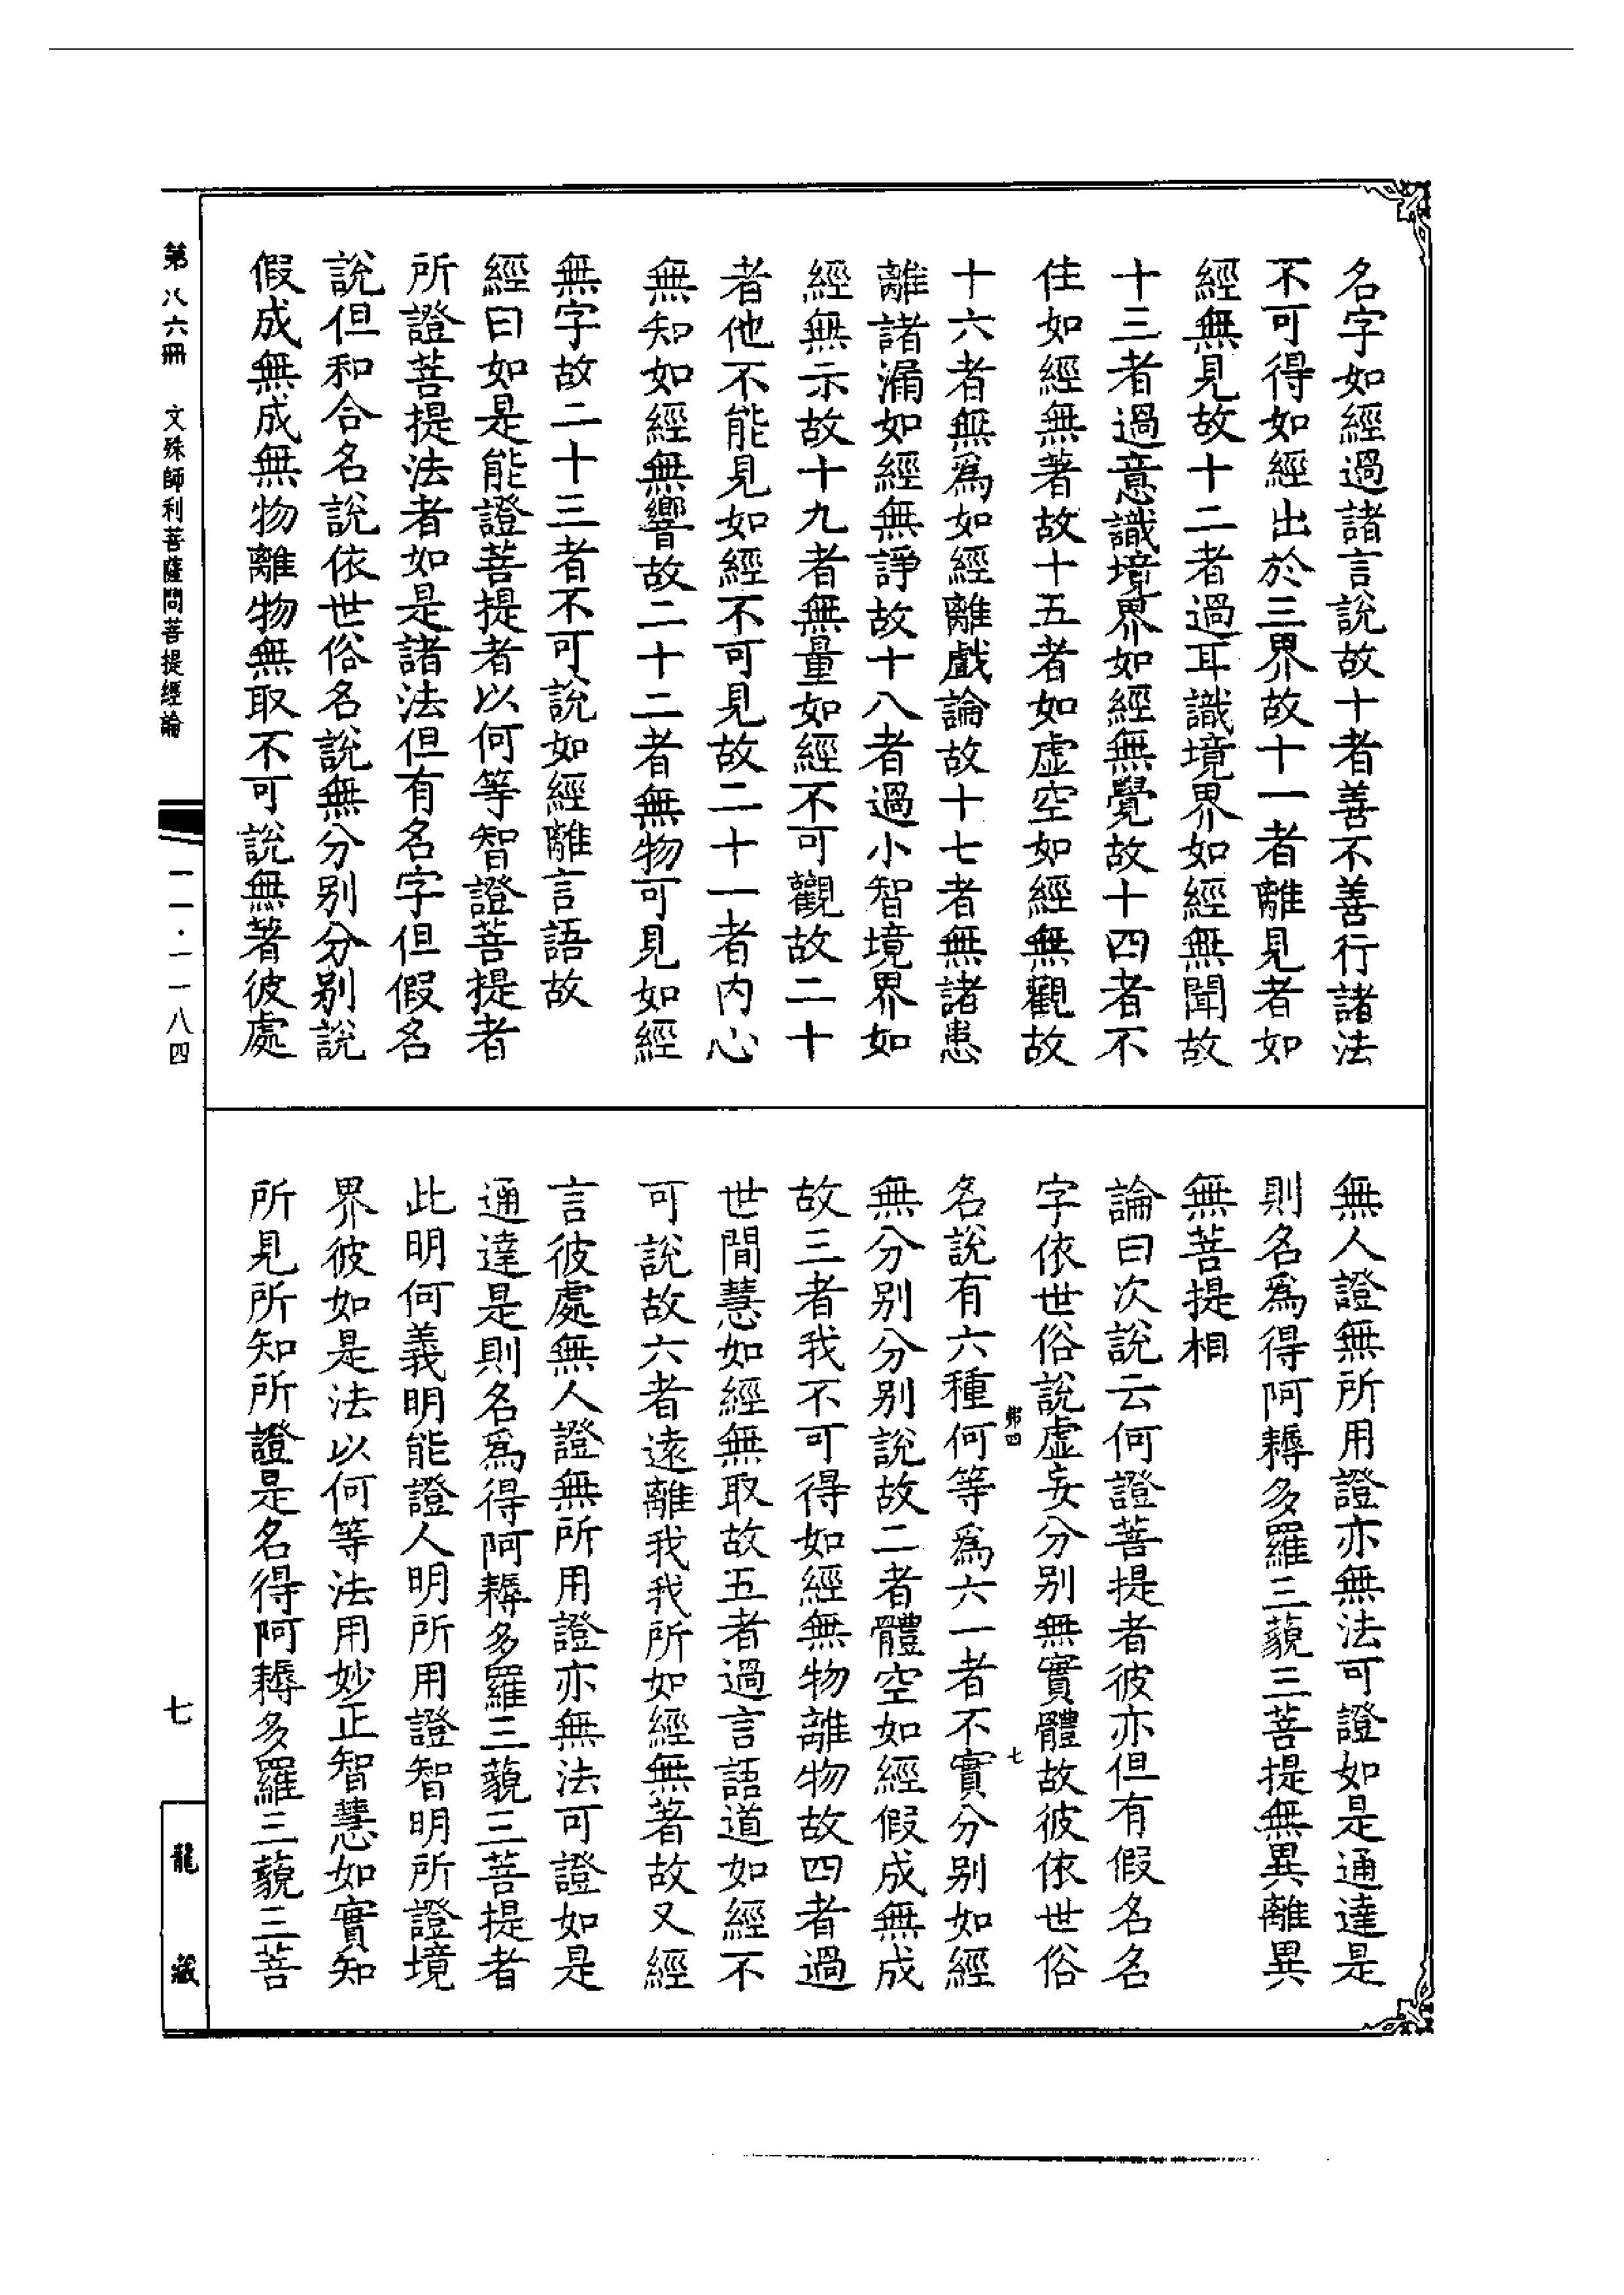 名字如經過諸言說故十者善不善行諸法
不可得如經出於三界故十一者離見者如
經無見故十二者過耳識境界如經無聞故
十三者過意識境界如經無覺故十四者不
住如經無著故十五者如虛空如經無觀故
十六者無為如經離戲論故十七者無諸患
離諸漏如經無諍故十八者過小智境界如
經無示故十九者無量如經不可觀故二十
者他不能見如經不可見故二十一者內心
無知如經無響故二十二者無物可見如經
無字故二十三者不可說如經離言語故
經曰如是能證菩提者以何等智證菩提者
所證菩提法者如是諸法但有名字但假名
說但和合名說依世俗名說無分別分別說
假成無成無物離物無取不可說無著彼處
無人證無所用證亦無法可證如是通達是
則名為得阿耨多羅三藐三菩提無異離異
無菩提相
論曰次說云何證菩提者彼亦但有假名名
字依世俗說虛妄分別無實體故彼依世俗
弗四
七
名說有六種何等為六一者不實分別如經
無分別分別說故二者體空如經假成無成
故三者我不可得如經無物離物故四者過
世間慧如經無取故五者過言語道如經不
可說故六者遠離我我所如經無著故又經
言彼處無人證無所用證亦無法可證如是
通達是則名為得阿耨多羅三藐三菩提者
此明何義明能證人明所用證智明所證境
界彼如是法以何等法用妙正智慧如實知
所見所知所證是名得阿耨多羅三藐三菩
第八六冊 文殊師利菩薩問菩提經論
一一·一一八四
七
龍藏